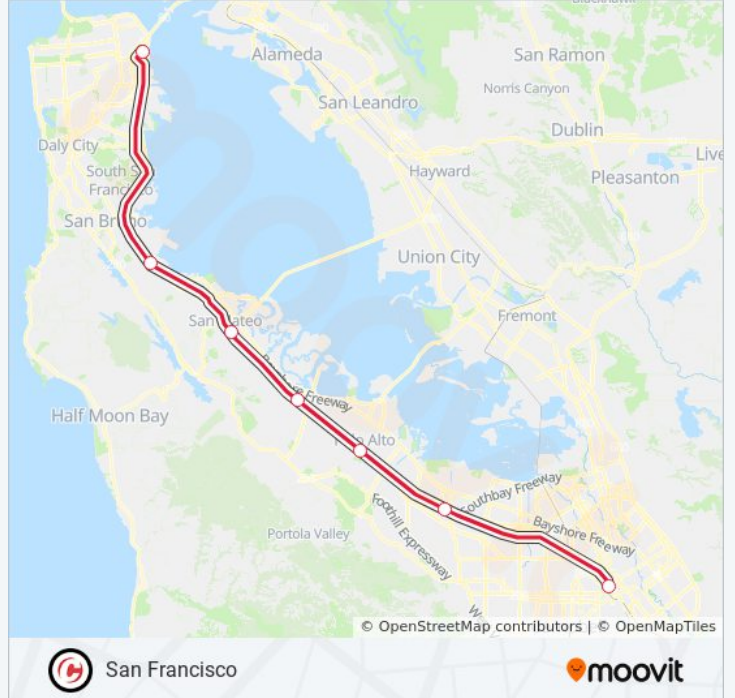 Alameda
San Ramon
Norris Canyon
San Leandro
Dublin
Daly City
Live
Hayward
Pleasanton
South S
Francisco
San Bruno
Union City
Fremont
San Mateo
Bayshore Freeway
Half Moon Bay
Palo Alto
Southbay Freeway
Foothill Expressway
Bayshore Freeway
Portola Valley
© OpenStreetMap contributors | © OpenMapTiles
San Francisco
moovit